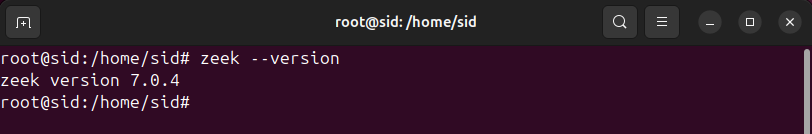 root@sid: /home/sid
root@sid:/home/sid# zeek --version
zeek version 7.0.4
root@sid:/home/sid#